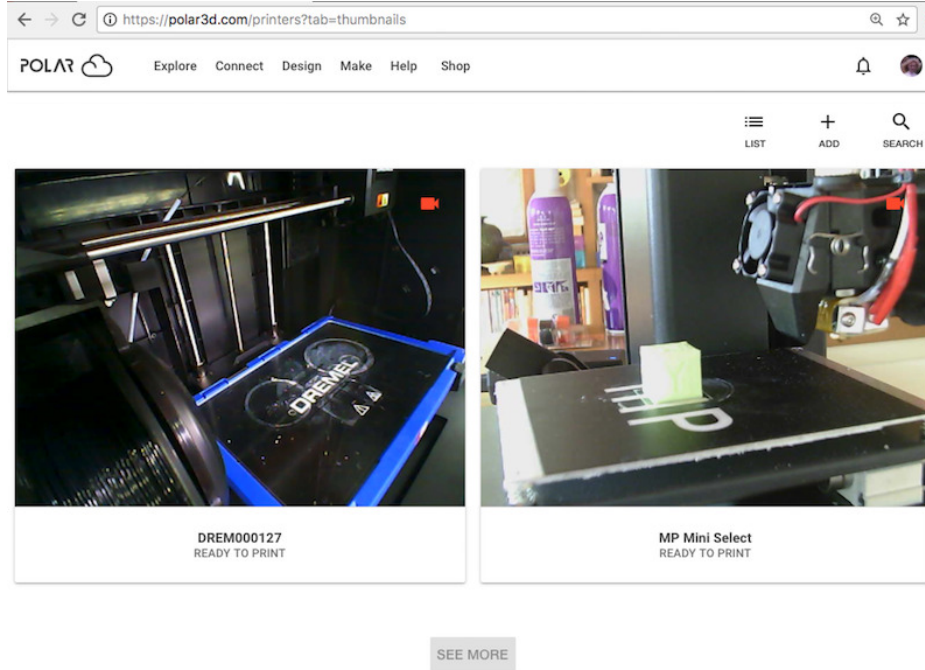 https://polar3d.com/printers?tab=thumbnails
POLAR
Explore Connect Design Make Help Shop
LIST ADD SEARCH
DREMEL
MP
DREM000127
READY TO PRINT
MP Mini Select
READY TO PRINT
SEE MORE